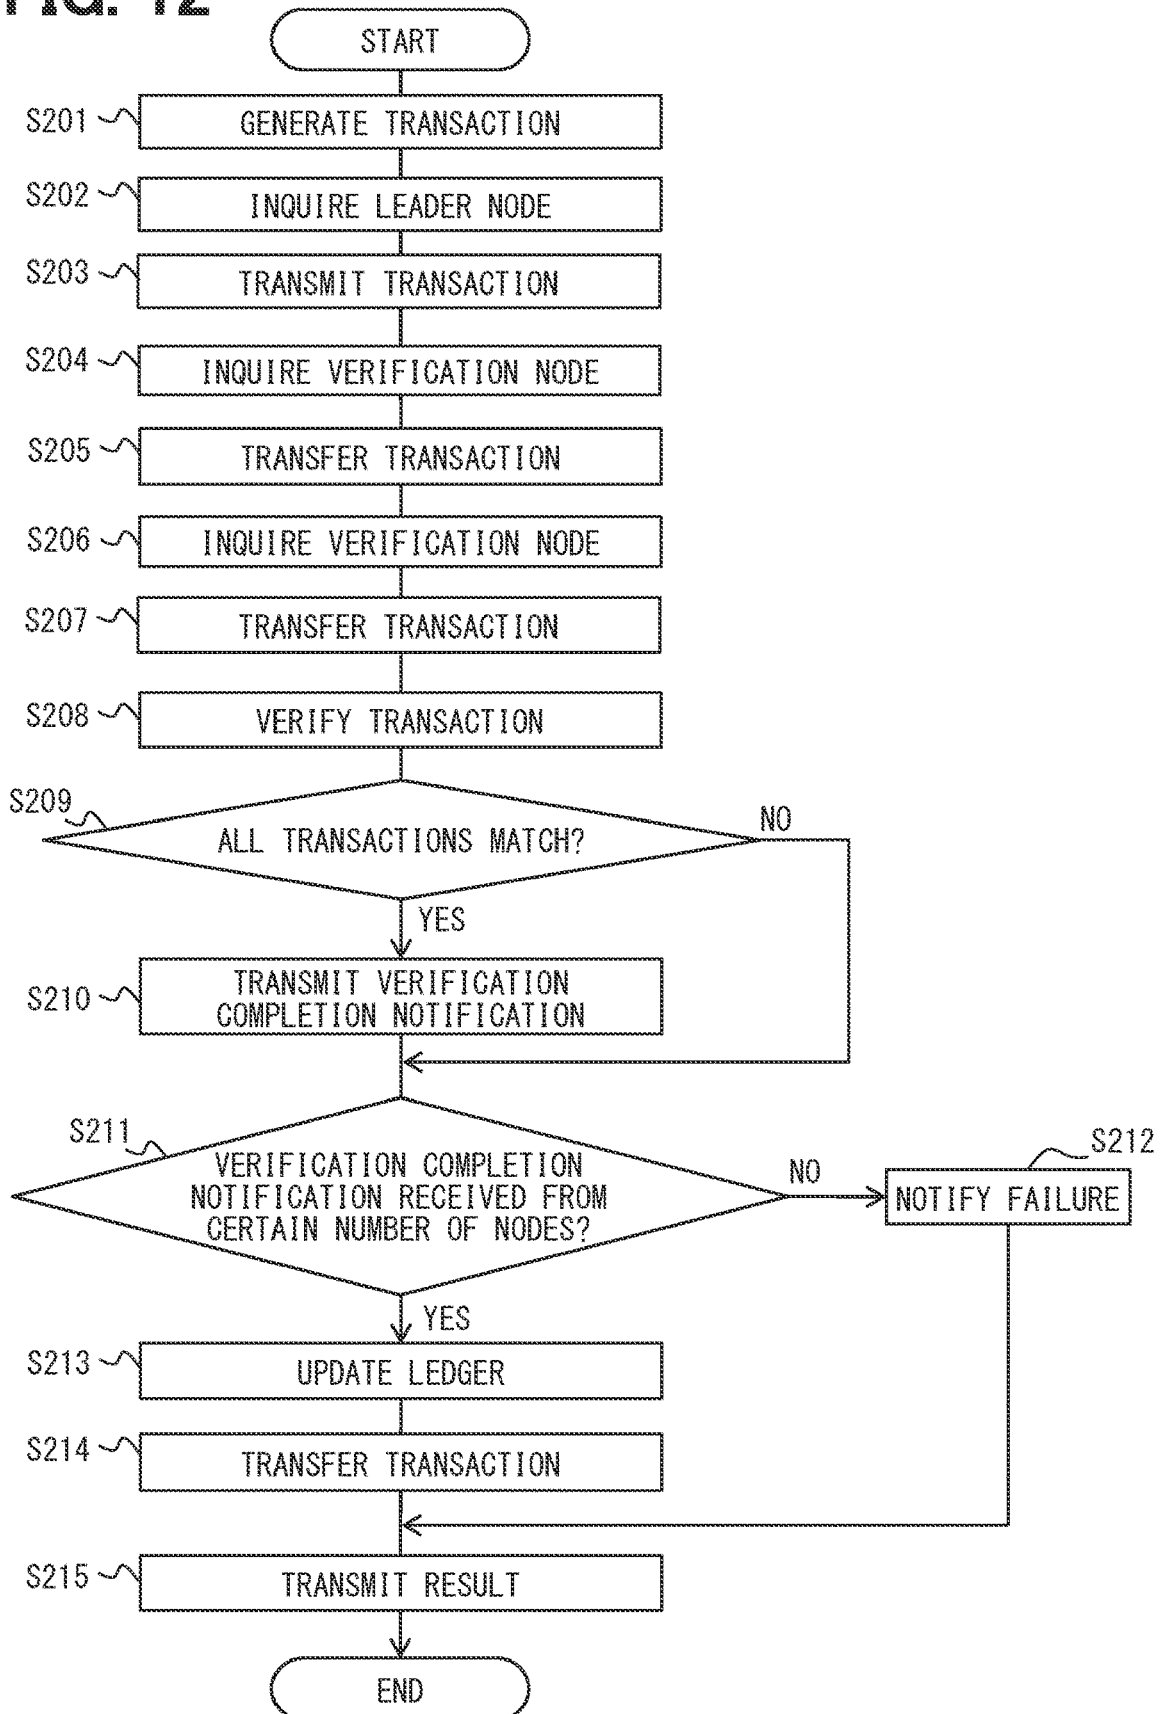 FIG. 12
START
S201
GENERATE TRANSACTION
S202
INQUIRE LEADER NODE
S203
TRANSMIT TRANSACTION
S204
INQUIRE VERIFICATION NODE
S205
TRANSFER TRANSACTION
S206
INQUIRE VERIFICATION NODE
S207
TRANSFER TRANSACTION
S208
VERIFY TRANSACTION
S209
ALL TRANSACTIONS MATCH?
NO
YES
S210
TRANSMIT VERIFICATION
COMPLETION NOTIFICATION
S211
VERIFICATION COMPLETION
NOTIFICATION RECEIVED FROM
CERTAIN NUMBER OF NODES?
NO
S212
NOTIFY FAILURE
YES
S213
UPDATE LEDGER
S214
TRANSFER TRANSACTION
S215
TRANSMIT RESULT
END